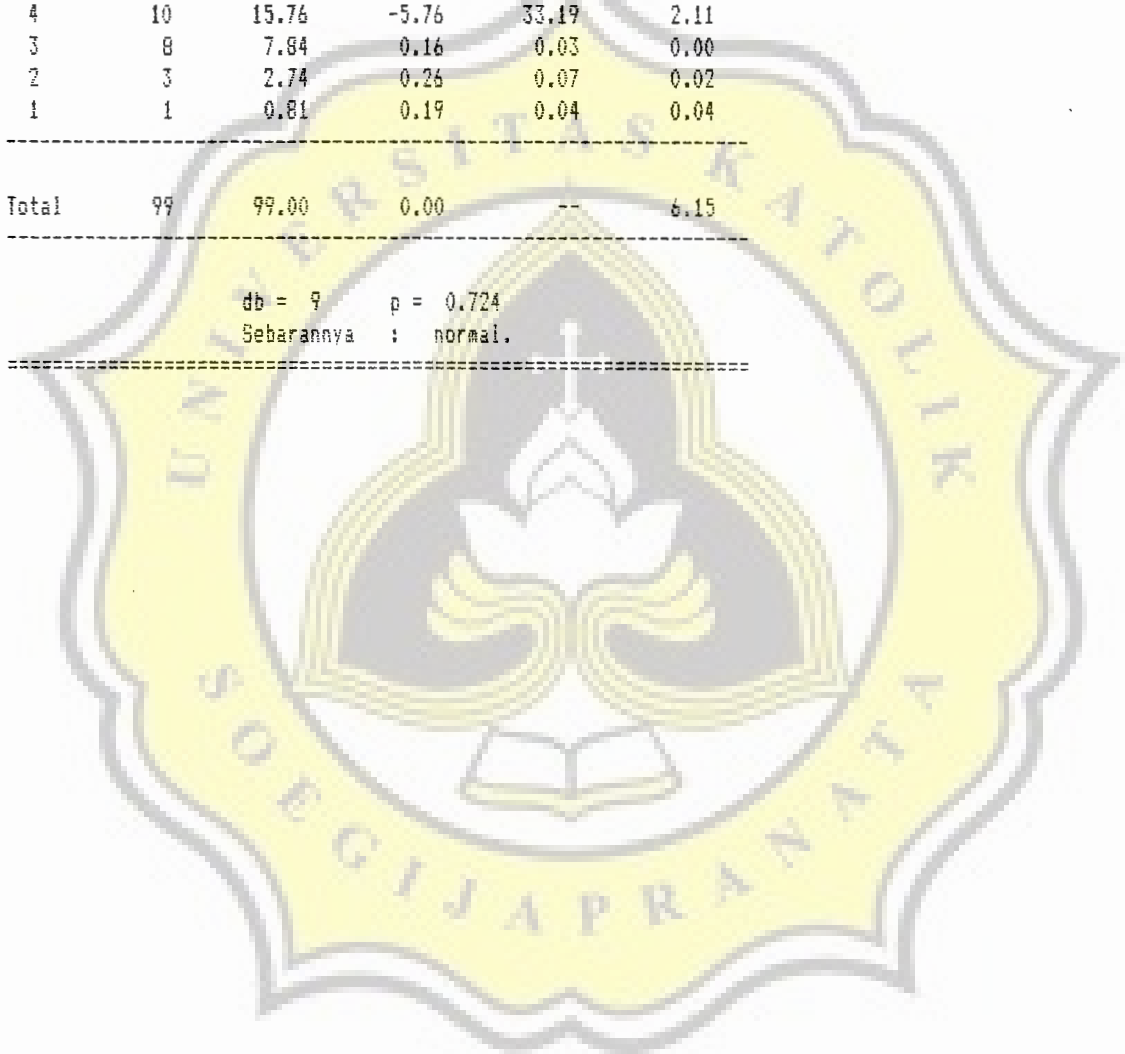 4 10 15.76 -5.76 33.19 2.11
3 8 7.84 0.16 0.03 0.00
2 3 2.74 0.26 0.07 0.02
1 1 0.81 0.19 0.04 0.04
--------------------------------------------------------------
Total 99 99.00 0.00 -- 6.15
--------------------------------------------------------------
db = 9 p = 0.724
Sebarannya : normal.
==============================================================
UNIVERSITAS KATOLIK
SOEGIJAPRANATA